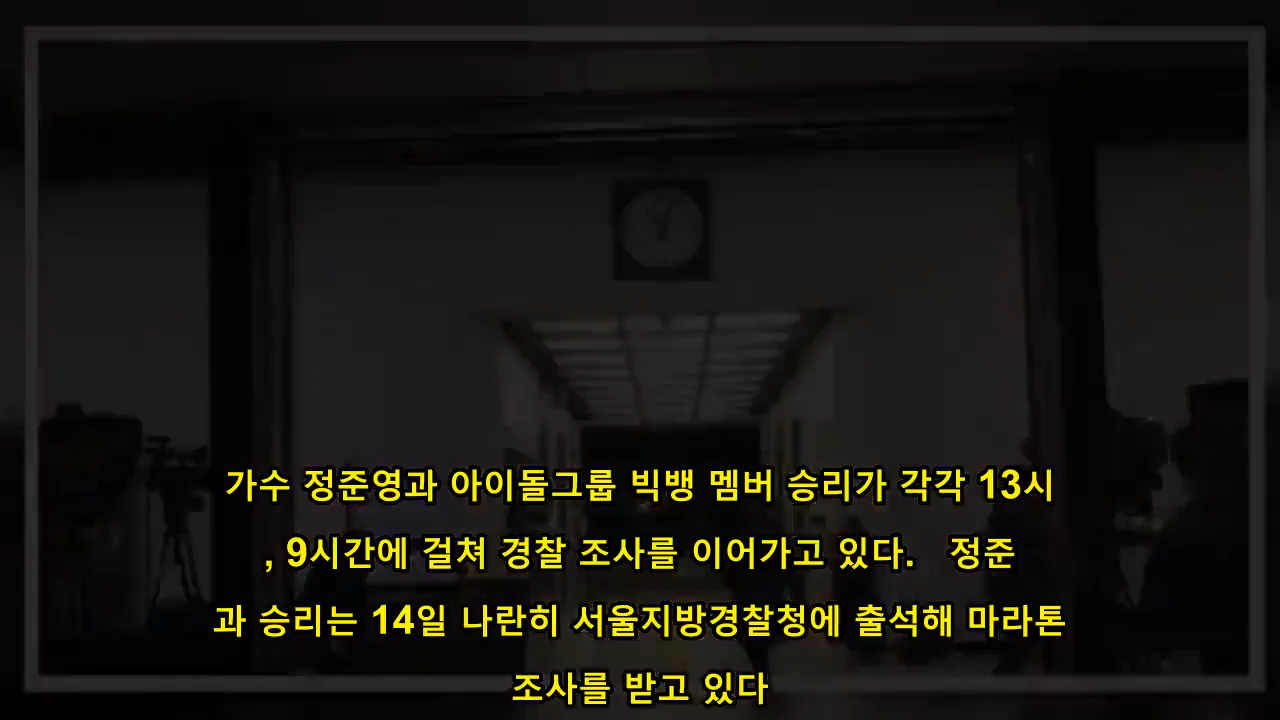 가수 정준영과 아이돌그룹 빅뱅 멤버 승리가 각각 13시
, 9시간에 걸쳐 경찰 조사를 이어가고 있다. 정준
과 승리는 14일 나란히 서울지방경찰청에 출석해 마라톤
조사를 받고 있다